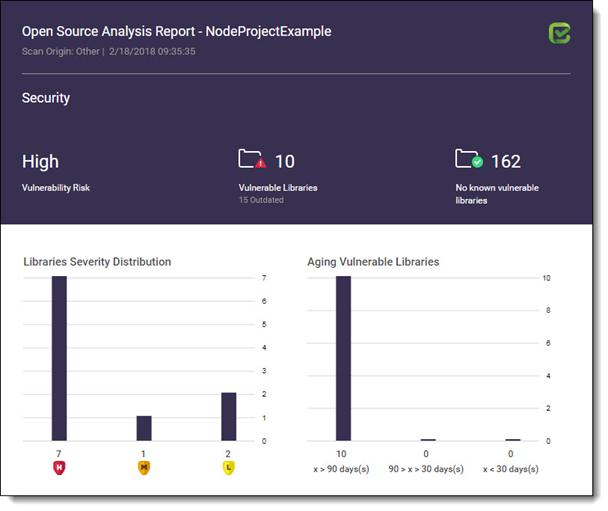 Open Source Analysis Report - NodeProjectExample
Scan Origin: Other | 2/18/2018 09:35:35
Security
High
Vulnerability Risk
10
Vulnerable Libraries
15 Outdated
162
No known vulnerable
libraries
Libraries Severity Distribution
7
6
5
4
3
2
1
0
7 1 2
H M L
Aging Vulnerable Libraries
10
8
6
4
2
0
10 0 0
x > 90 days(s) 90 > x > 30 days(s) x < 30 days(s)